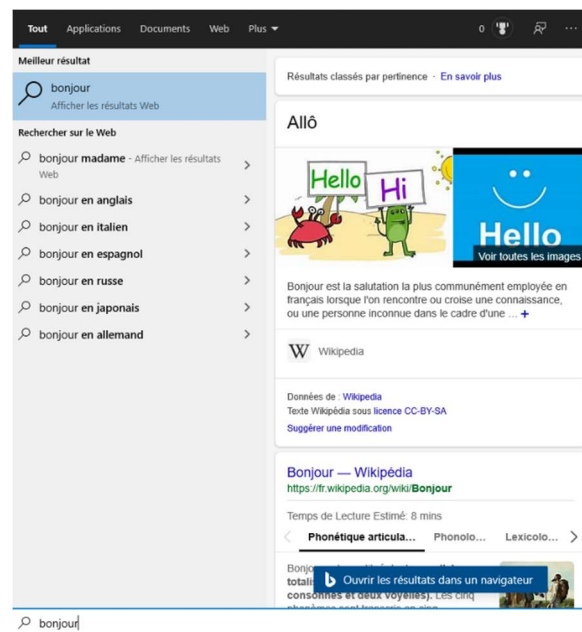 Tout Applications Documents Web Plus 0 ...
Meilleur résultat
bonjour
Afficher les résultats Web
Rechercher sur le Web
bonjour madame - Afficher les résultats
Web
bonjour en anglais
bonjour en italien
bonjour en espagnol
bonjour en russe
bonjour en japonais
bonjour en allemand
Résultats classés par pertinence · En savoir plus
Allô
Hello
Hi
Hello
Voir toutes les images
Bonjour est la salutation la plus communément employée en
français lorsque l'on rencontre ou croise une connaissance,
ou une personne inconnue dans le cadre d'une ... +
W Wikipedia
Données de : Wikipedia
Texte Wikipédia sous licence CC-BY-SA
Suggérer une modification
Bonjour — Wikipédia
https://fr.wikipedia.org/wiki/Bonjour
Temps de Lecture Estimé: 8 mins
Phonétique articula... Phonolo... Lexicolo...
Ouvrir les résultats dans un navigateur
consonnes et deux voyelles). Les cinq
bonjour